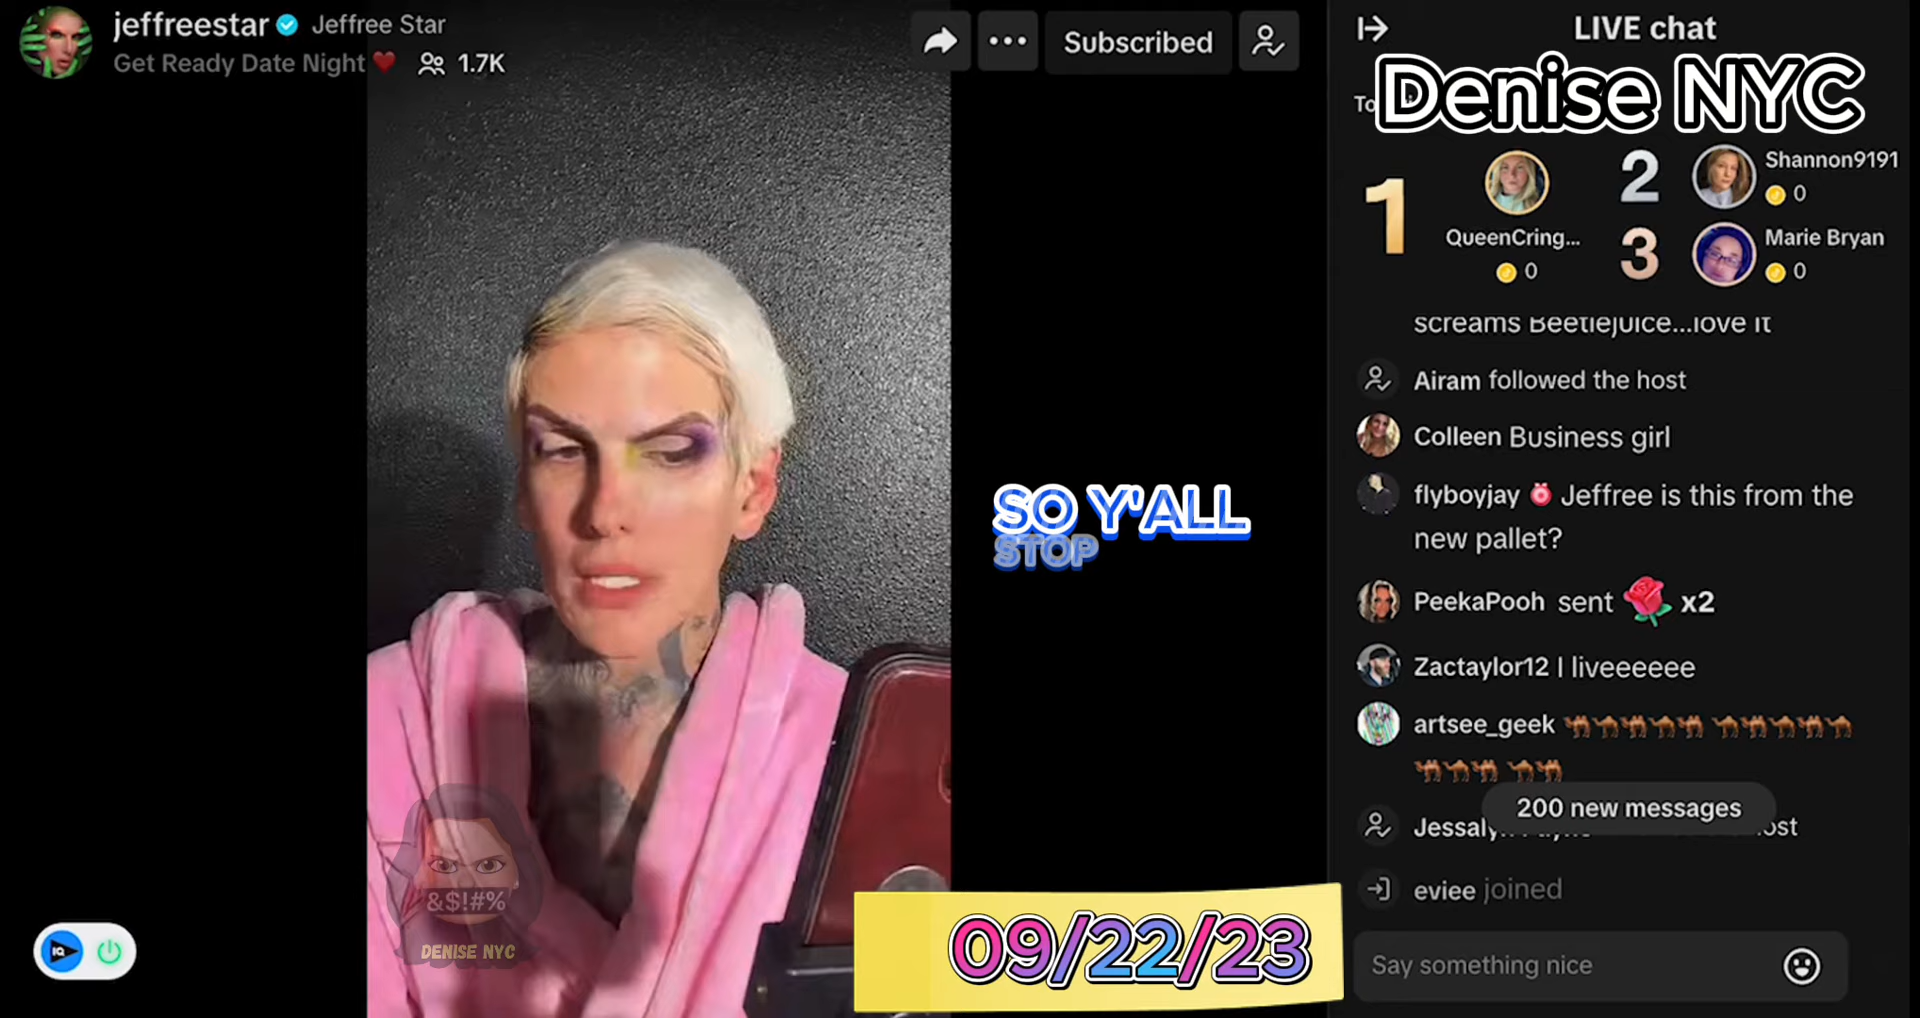 jeffreestar Jeffree Star
Get Ready Date Night 1.7K
Subscribed
LIVE chat
Denise NYC
1
QueenCring...
0
2
Shannon9191
0
3
Marie Bryan
0
screams Beetlejuice...love it
Airam followed the host
Colleen Business girl
flyboyjay Jeffree is this from the
new pallet?
PeekaPooh sent x2
Zactaylor12 I liveeeeee
artsee_geek
200 new messages
eviee joined
Say something nice
SO Y'ALL
STOP
&$!#%
DENISE NYC
09/22/23
IQ